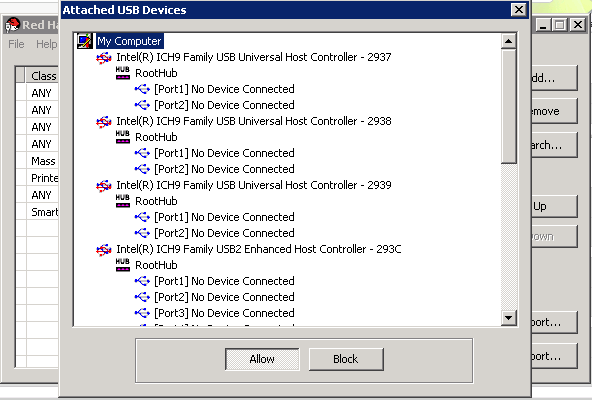 Attached USB Devices
Red Ha
File Help
Class
ANY
ANY
ANY
ANY
Mass
Printe
ANY
Smart
My Computer
Intel(R) ICH9 Family USB Universal Host Controller - 2937
HUB RootHub
[Port1] No Device Connected
[Port2] No Device Connected
Intel(R) ICH9 Family USB Universal Host Controller - 2938
HUB RootHub
[Port1] No Device Connected
[Port2] No Device Connected
Intel(R) ICH9 Family USB Universal Host Controller - 2939
HUB RootHub
[Port1] No Device Connected
[Port2] No Device Connected
Intel(R) ICH9 Family USB2 Enhanced Host Controller - 293C
HUB RootHub
[Port1] No Device Connected
[Port2] No Device Connected
[Port3] No Device Connected
Allow Block
dd...
move
arch...
Up
own
port...
port...